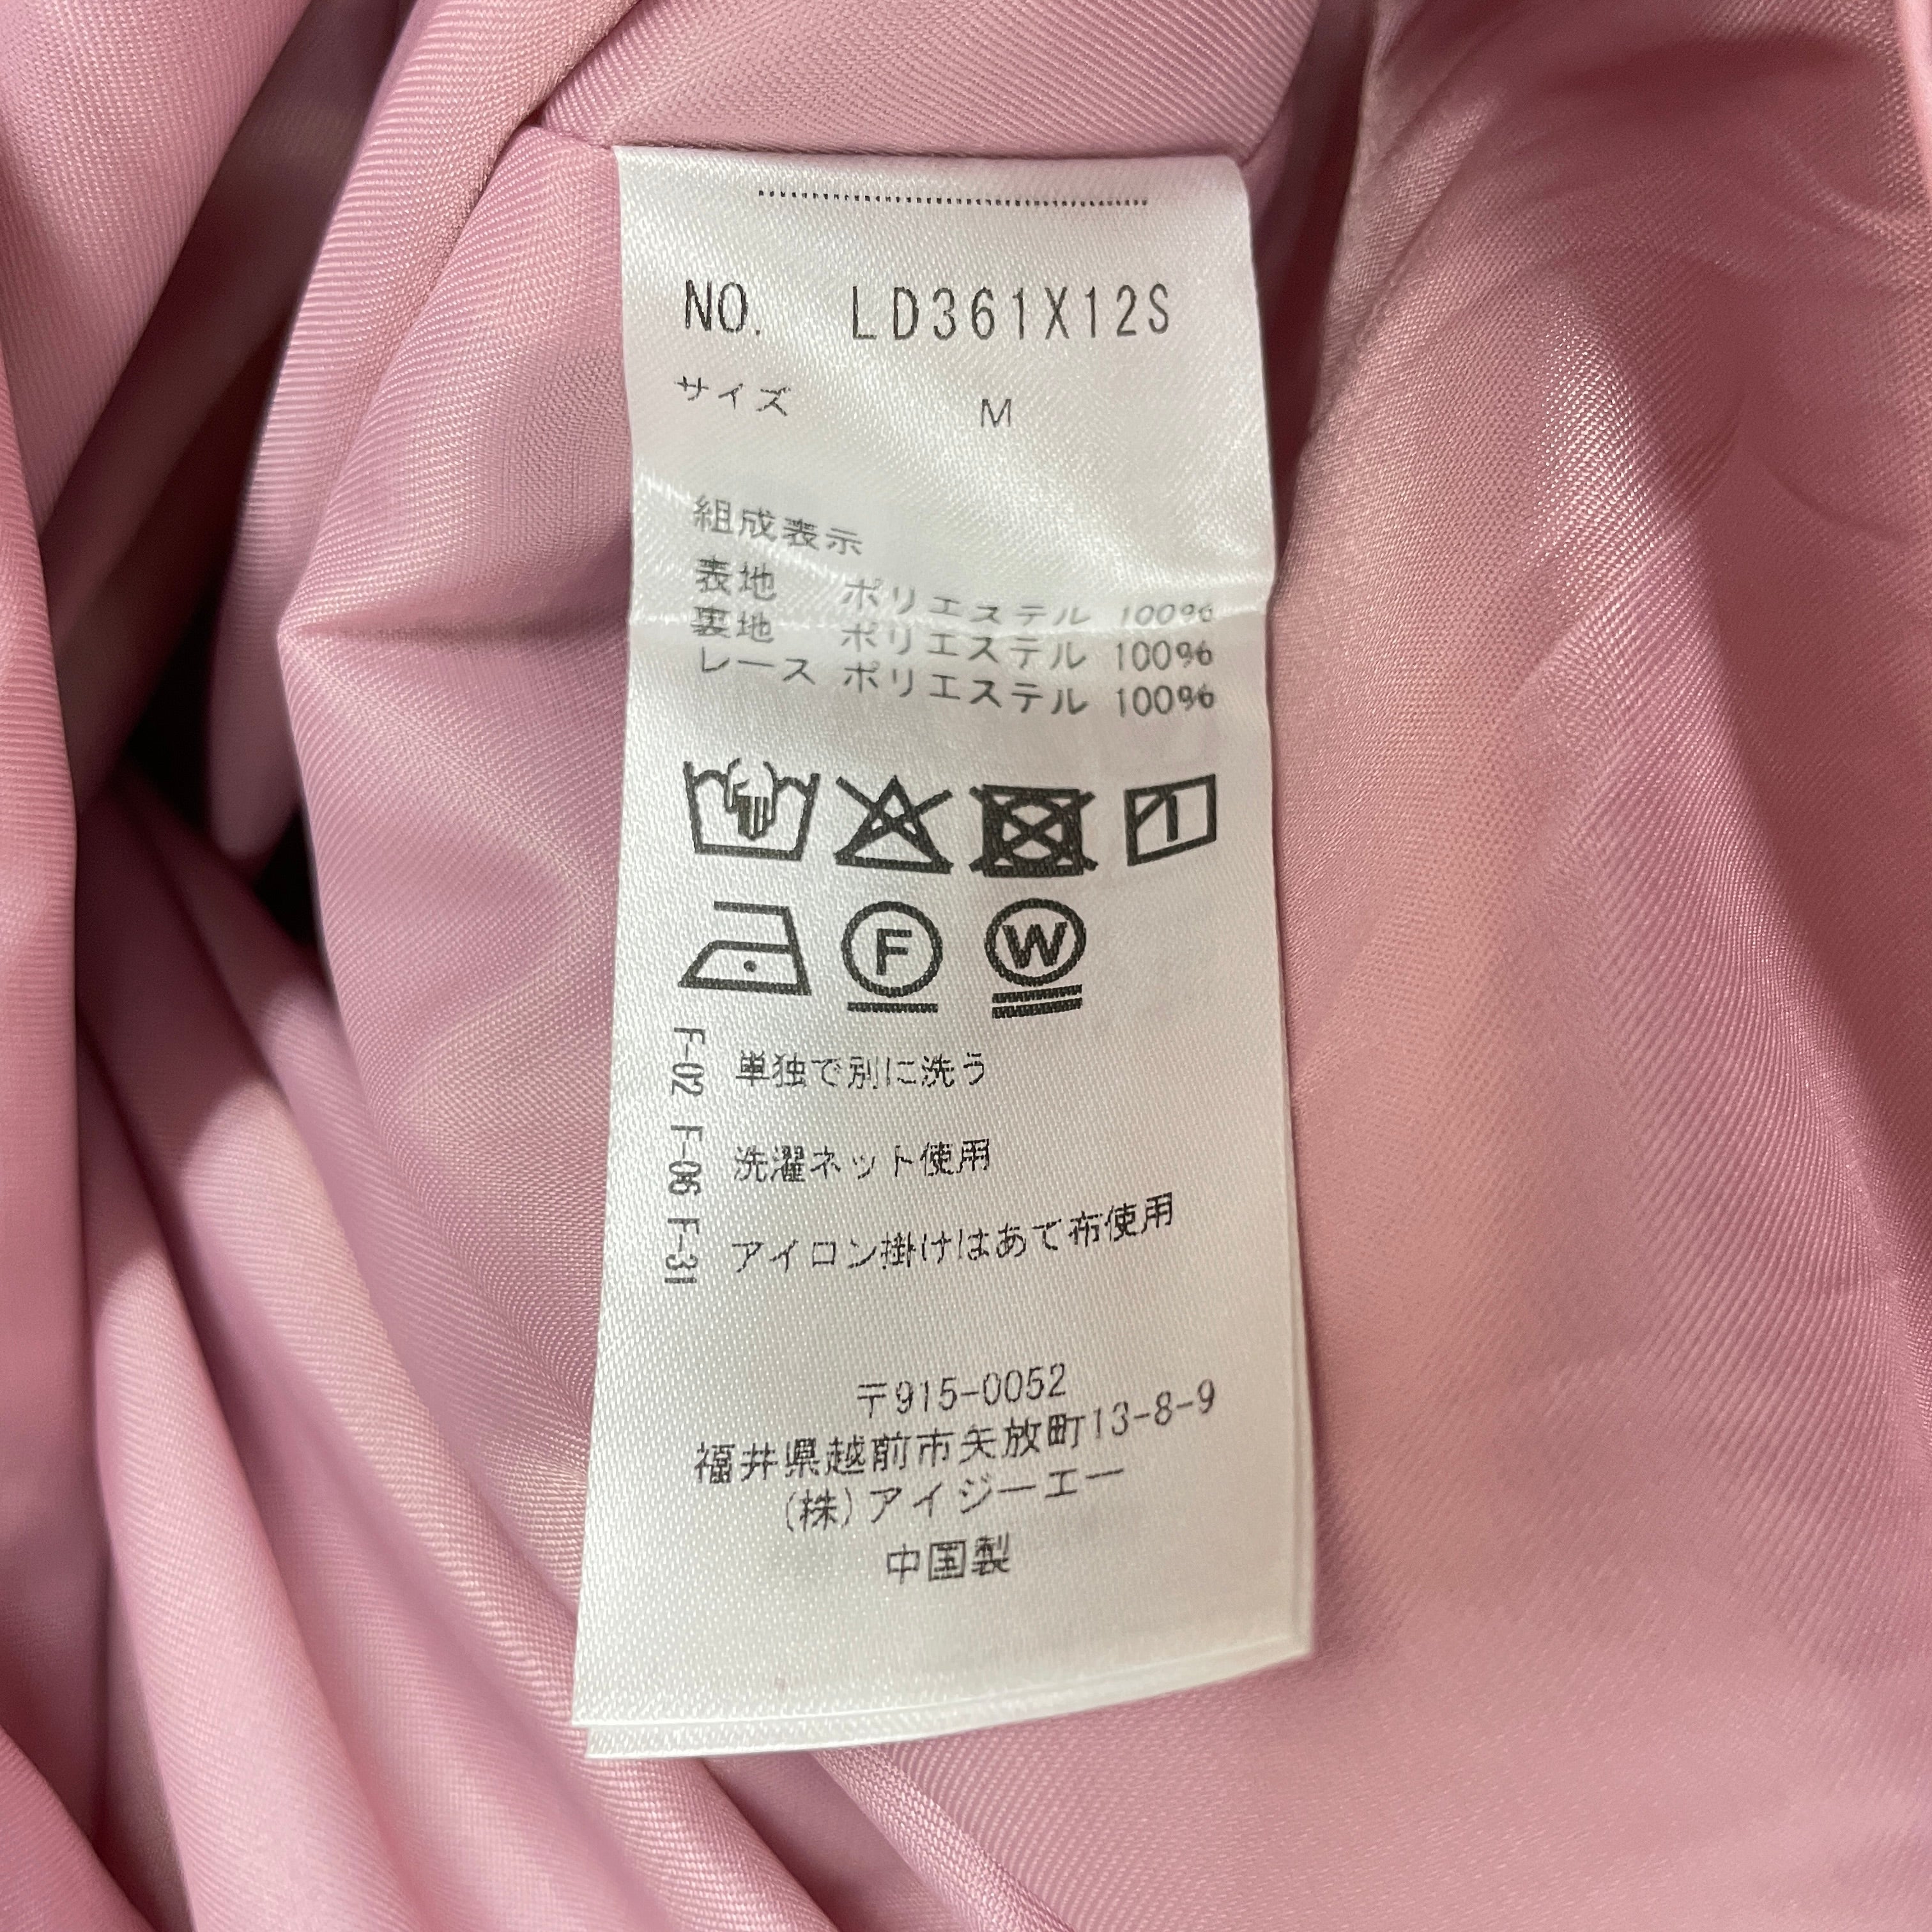 NO. LD361X12S
サイズ M
組成表示
表地 ポリエステル 100%
裏地 ポリエステル 100%
レース ポリエステル 100%
F W
F-02 F-06 F-31
単独で別に洗う
洗濯ネット使用
アイロン掛けはあて布使用
〒915-0052
福井県越前市矢放町13-8-9
(株)アイジーエー
中国製